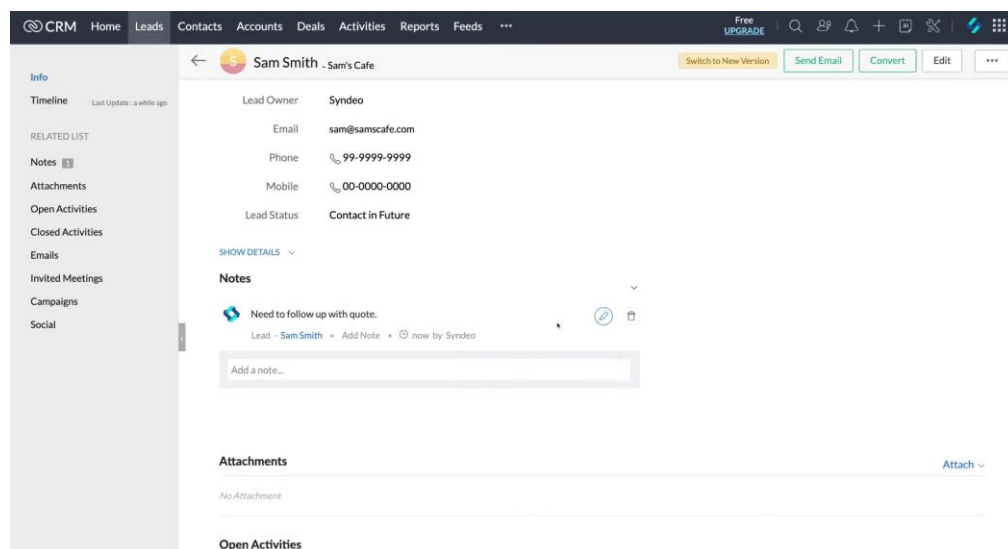 CRM Home Leads Contacts Accounts Deals Activities Reports Feeds ••• Free UPGRADE
S Sam Smith - Sam's Cafe Switch to New Version Send Email Convert Edit •••
Info
Timeline Last Update : a while ago
RELATED LIST
Notes 1
Attachments
Open Activities
Closed Activities
Emails
Invited Meetings
Campaigns
Social
Lead Owner Syndeo
Email sam@samscafe.com
Phone 99-9999-9999
Mobile 00-0000-0000
Lead Status Contact in Future
SHOW DETAILS
Notes
Need to follow up with quote.
Lead - Sam Smith • Add Note • now by Syndeo
Add a note...
Attachments Attach
No Attachment
Open Activities